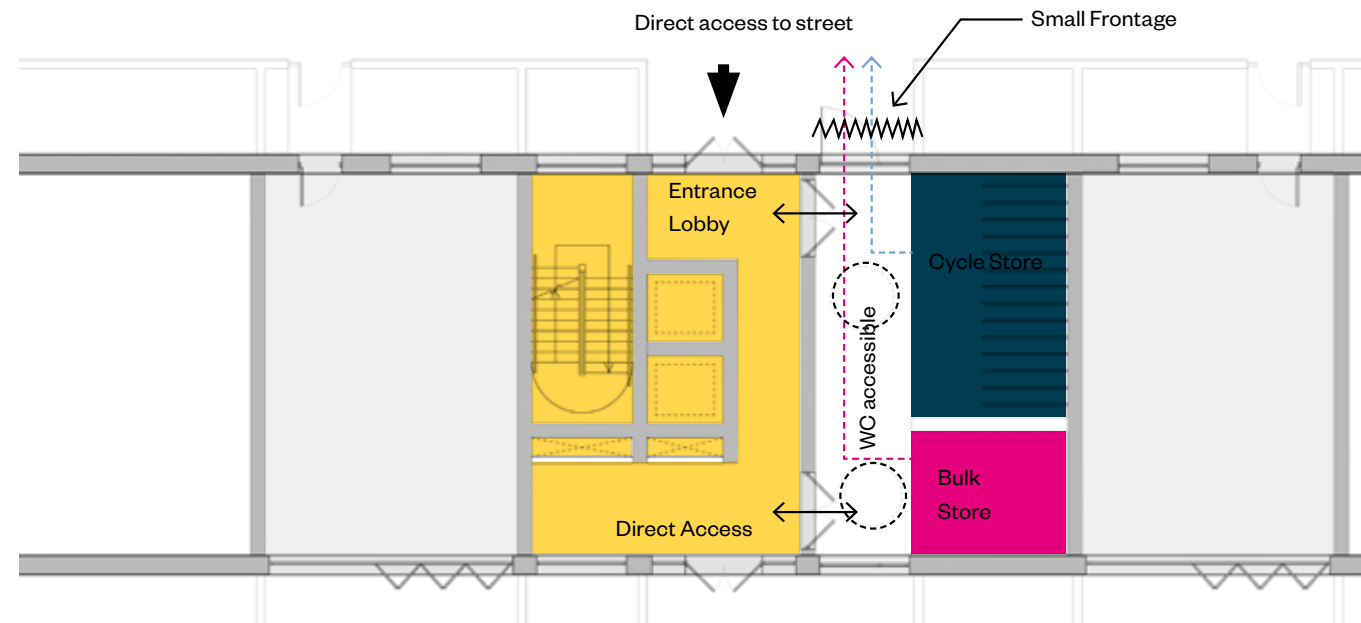 Direct access to street
Small Frontage
Entrance
Lobby
Cycle Store
WC accessible
Bulk
Store
Direct Access